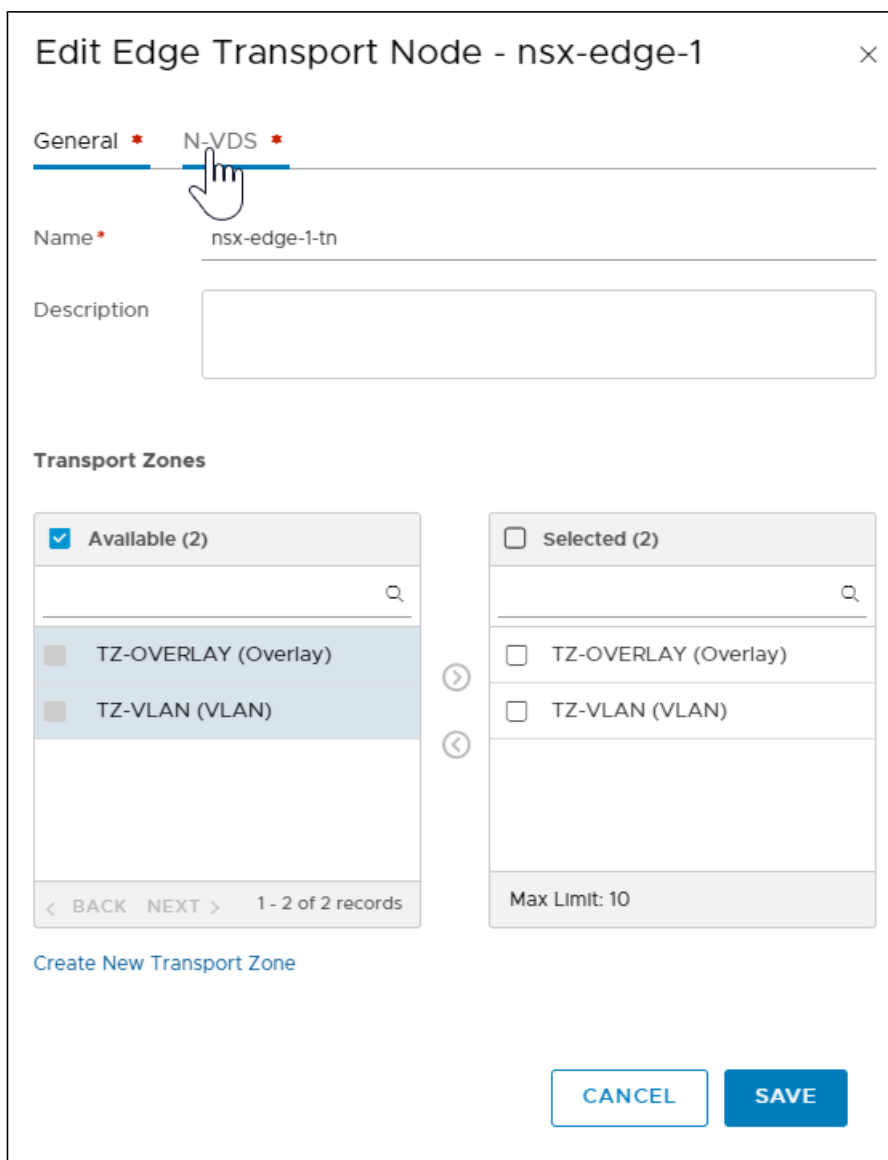 Edit Edge Transport Node - nsx-edge-1 ×
General * N-VDS *
Name* nsx-edge-1-tn
Description
Transport Zones
Available (2)
TZ-OVERLAY (Overlay)
TZ-VLAN (VLAN)
< BACK NEXT > 1 - 2 of 2 records
Selected (2)
TZ-OVERLAY (Overlay)
TZ-VLAN (VLAN)
Max Limit: 10
Create New Transport Zone
CANCEL SAVE